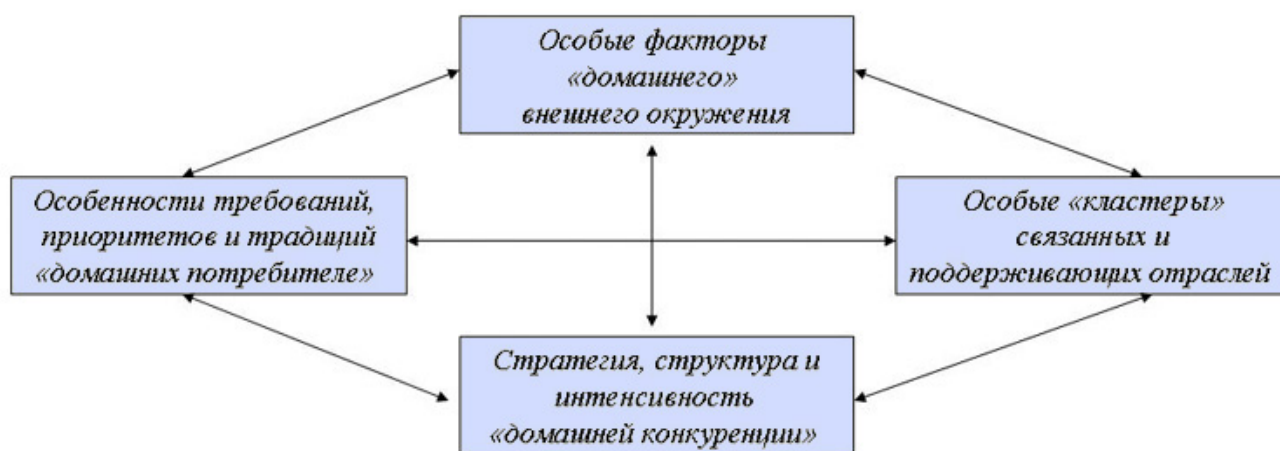 Особые факторы
«домашнего»
внешнего окружения
Особенности требований,
приоритетов и традиций
«домашних потребителе»
Особые «кластеры»
связанных и
поддерживающих отраслей
Стратегия, структура и
интенсивность
«домашней конкуренции»